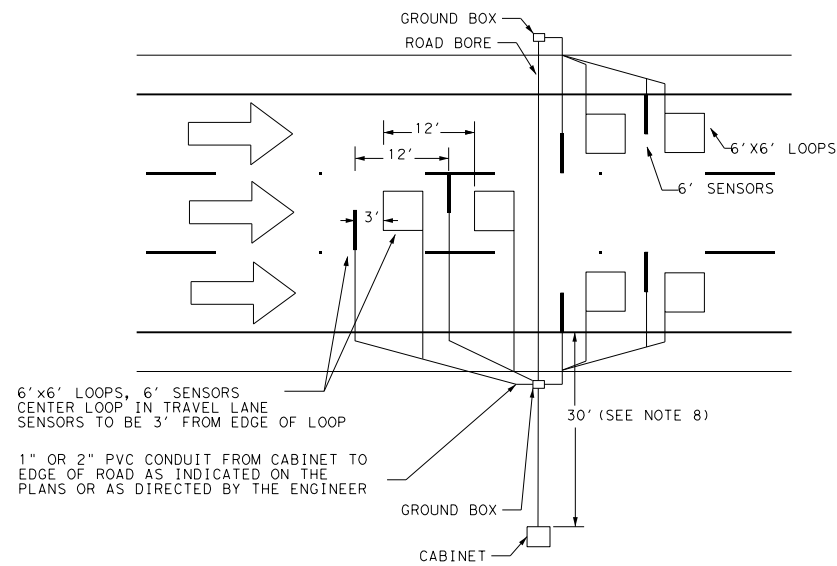 GROUND BOX
ROAD BORE
12'
12'
6'X6' LOOPS
6' SENSORS
3'
6'x6' LOOPS, 6' SENSORS
CENTER LOOP IN TRAVEL LANE
SENSORS TO BE 3' FROM EDGE OF LOOP
30' (SEE NOTE 8)
1" OR 2" PVC CONDUIT FROM CABINET TO
EDGE OF ROAD AS INDICATED ON THE
PLANS OR AS DIRECTED BY THE ENGINEER
GROUND BOX
CABINET